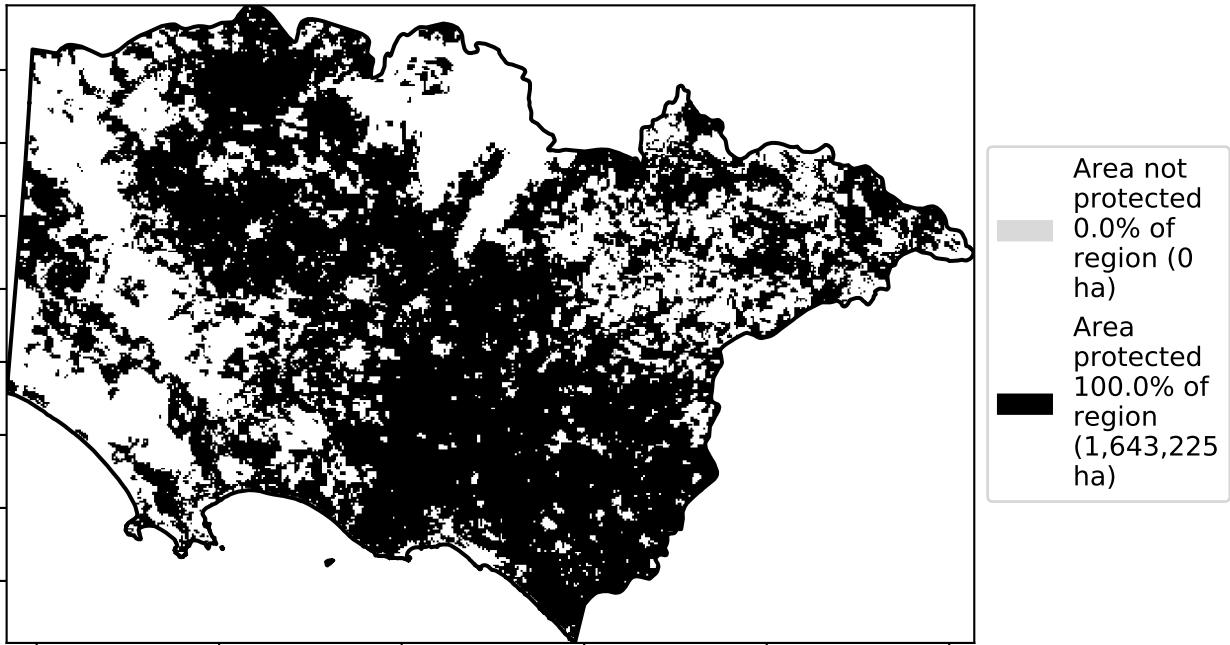 Area not
protected
0.0% of
region (0
ha)
Area
protected
100.0% of
region
(1,643,225
ha)